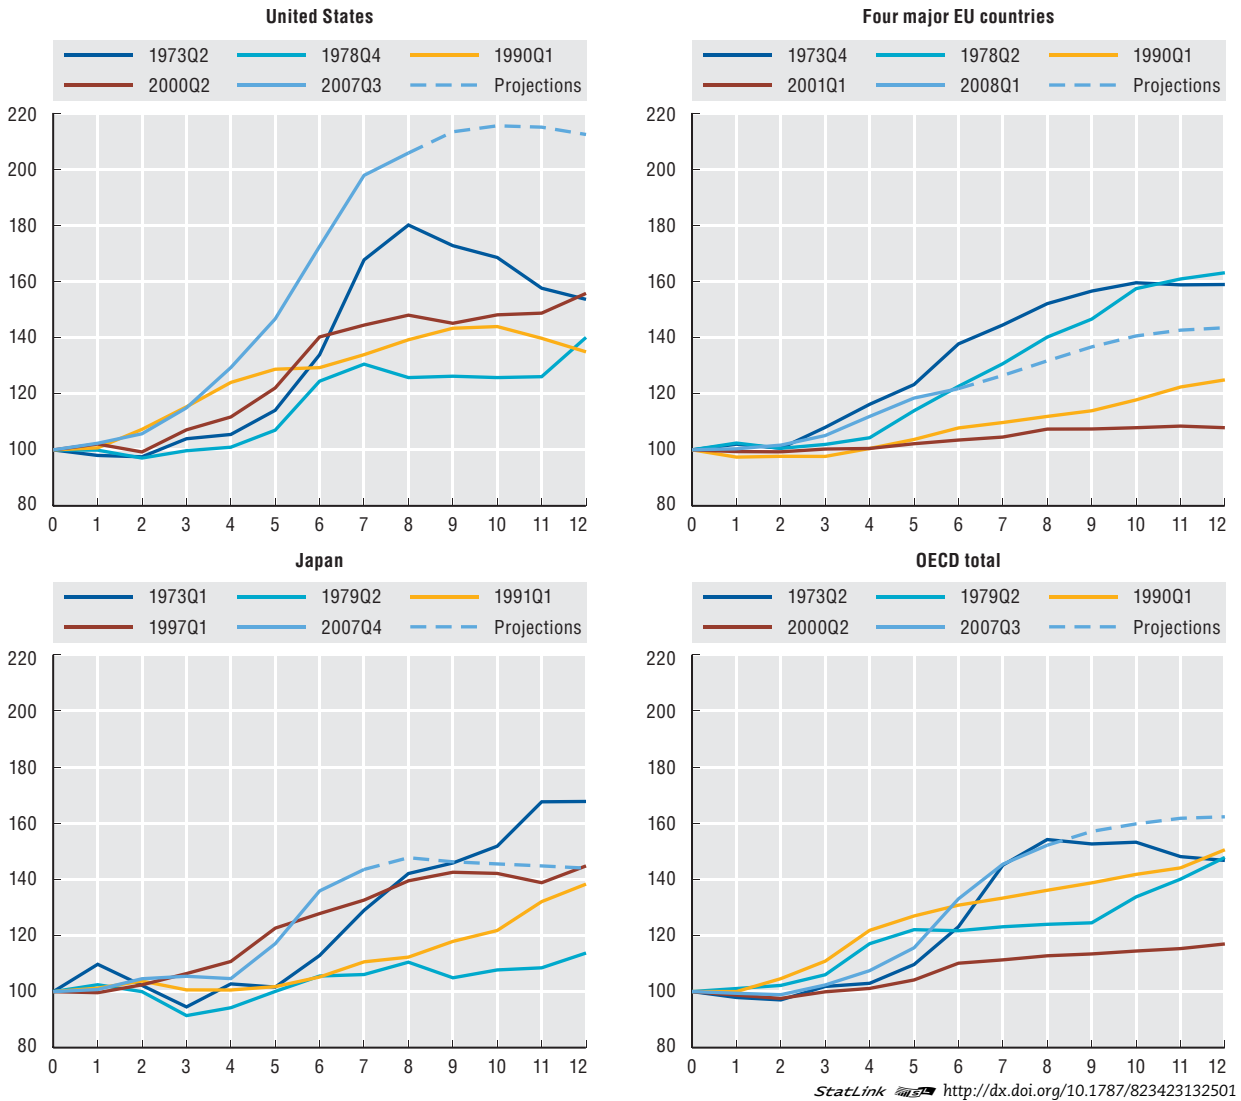 United States
1973Q2 1978Q4 1990Q1
2000Q2 2007Q3 Projections
220
200
180
160
140
120
100
80
0 1 2 3 4 5 6 7 8 9 10 11 12
Four major EU countries
1973Q4 1978Q2 1990Q1
2001Q1 2008Q1 Projections
220
200
180
160
140
120
100
80
0 1 2 3 4 5 6 7 8 9 10 11 12
Japan
1973Q1 1979Q2 1991Q1
1997Q1 2007Q4 Projections
220
200
180
160
140
120
100
80
0 1 2 3 4 5 6 7 8 9 10 11 12
OECD total
1973Q2 1979Q2 1990Q1
2000Q2 2007Q3 Projections
220
200
180
160
140
120
100
80
0 1 2 3 4 5 6 7 8 9 10 11 12
StatLink http://dx.doi.org/10.1787/823423132501